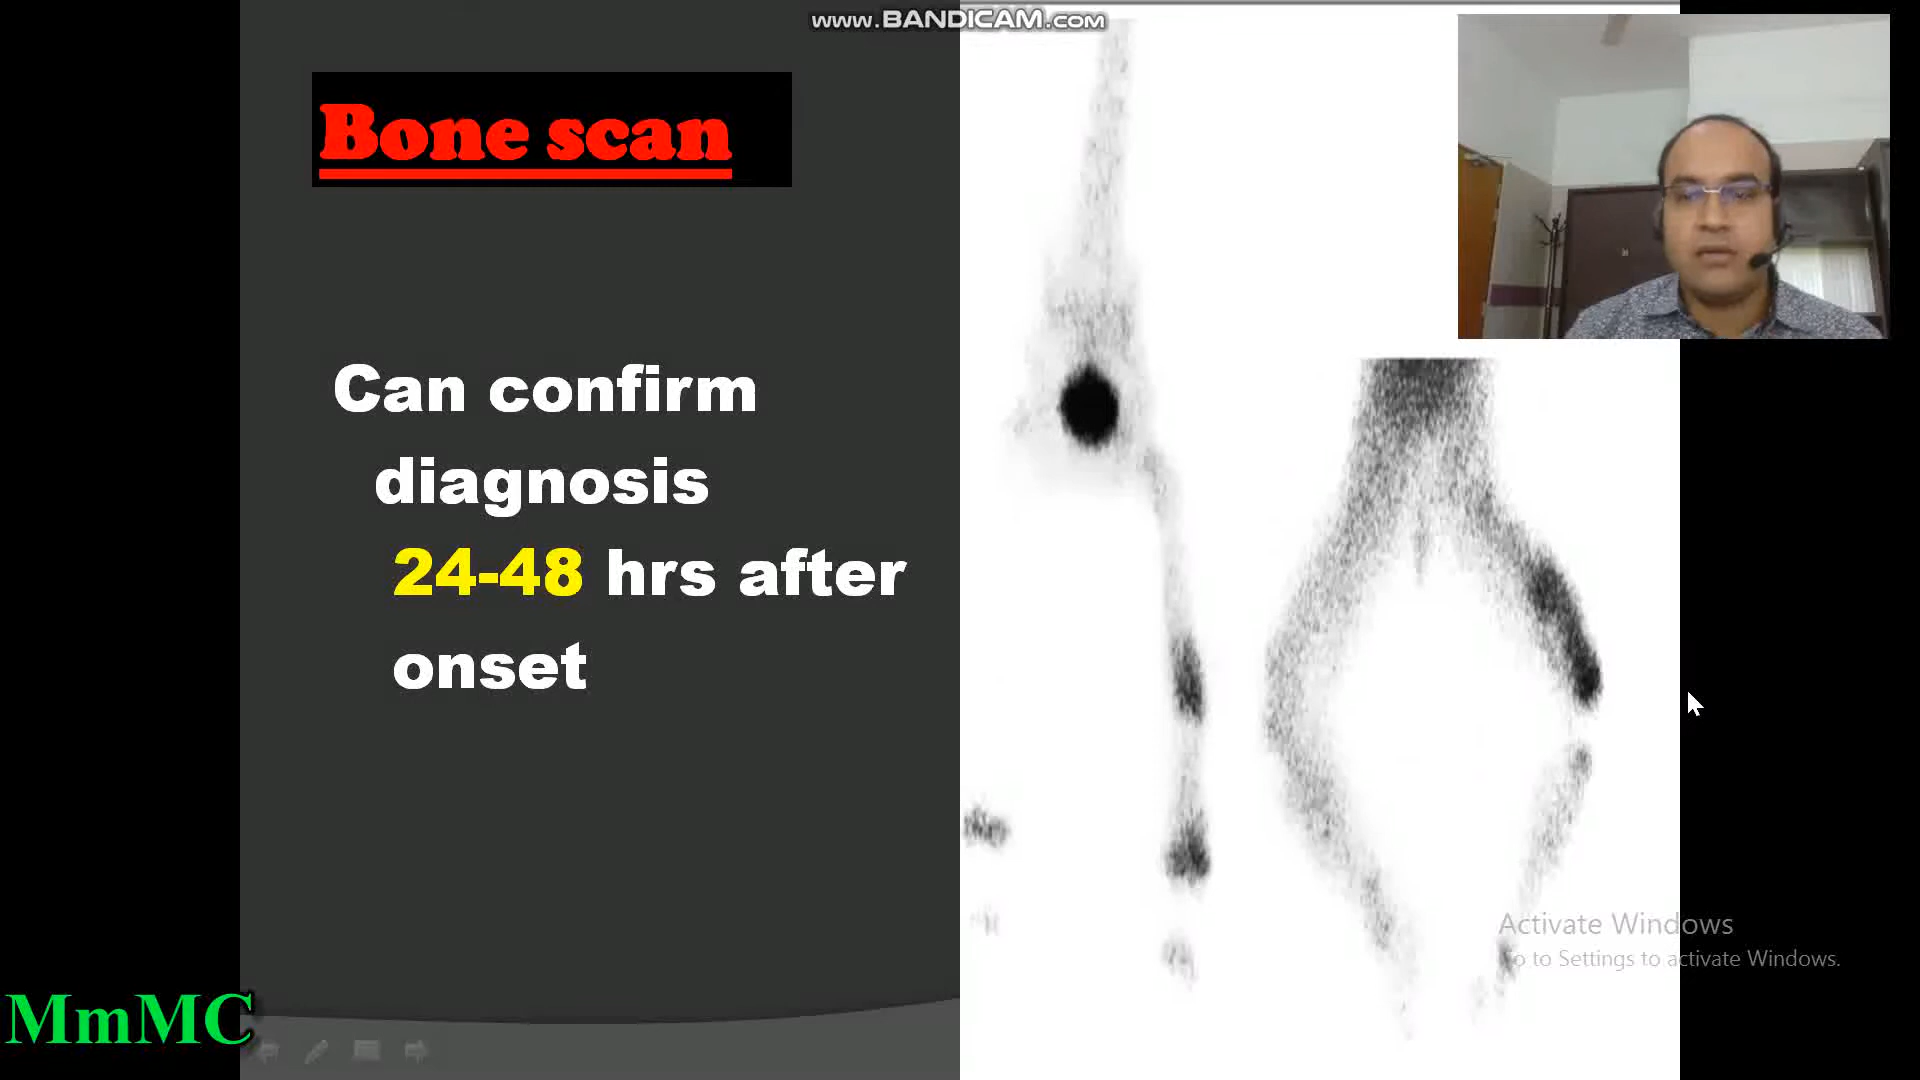 www.BANDICAM.com
Bone scan
Can confirm
diagnosis
24-48 hrs after
onset
Activate Windows
Go to Settings to activate Windows.
MmMC